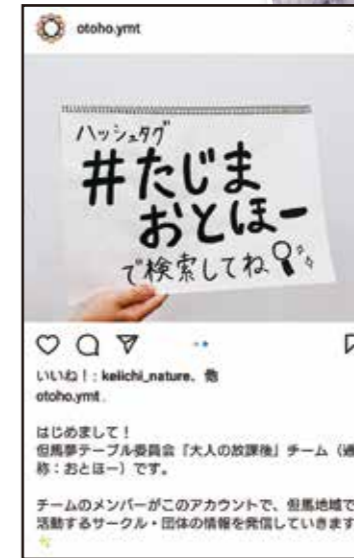 otoho.ymt
ハッシュタグ
#たじま
おとほー
で検索してね
いいね!:keiichi_nature、他
otoho.ymt.
はじめまして!
但馬夢テーブル委員会『大人の放課後』チーム(通
称:おとほー)です。
チームのメンバーがこのアカウントで、但馬地域で
活動するサークル・団体の情報を発信していきます